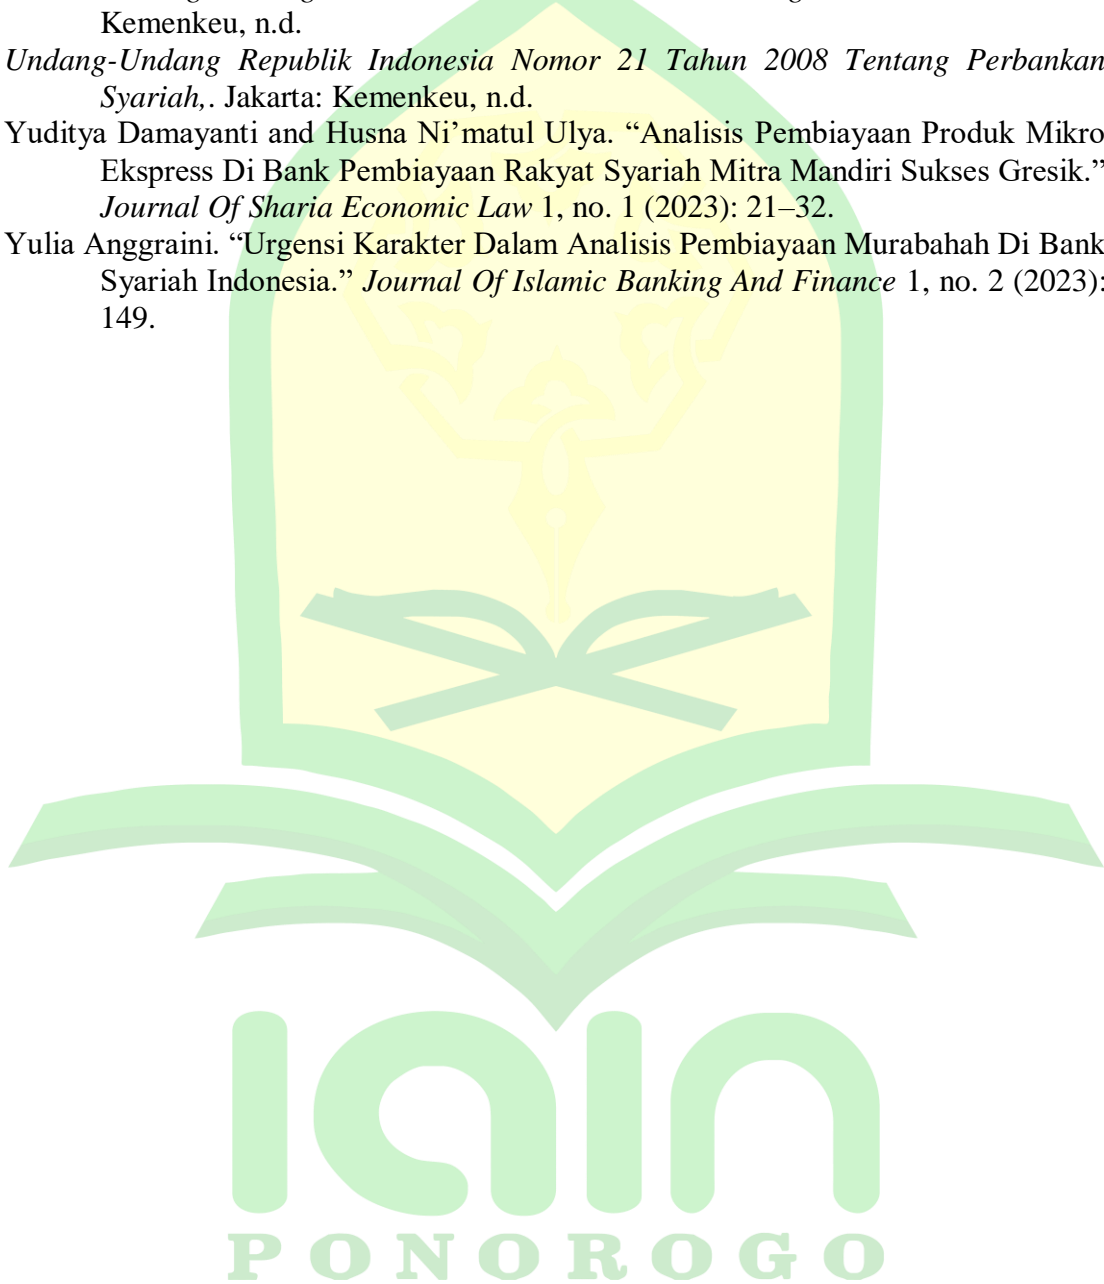 Kemenkeu, n.d.
Undang-Undang Republik Indonesia Nomor 21 Tahun 2008 Tentang Perbankan
Syariah,. Jakarta: Kemenkeu, n.d.
Yuditya Damayanti and Husna Ni’matul Ulya. “Analisis Pembiayaan Produk Mikro
Ekspress Di Bank Pembiayaan Rakyat Syariah Mitra Mandiri Sukses Gresik.”
Journal Of Sharia Economic Law 1, no. 1 (2023): 21–32.
Yulia Anggraini. “Urgensi Karakter Dalam Analisis Pembiayaan Murabahah Di Bank
Syariah Indonesia.” Journal Of Islamic Banking And Finance 1, no. 2 (2023):
149.
iain
PONOROGO